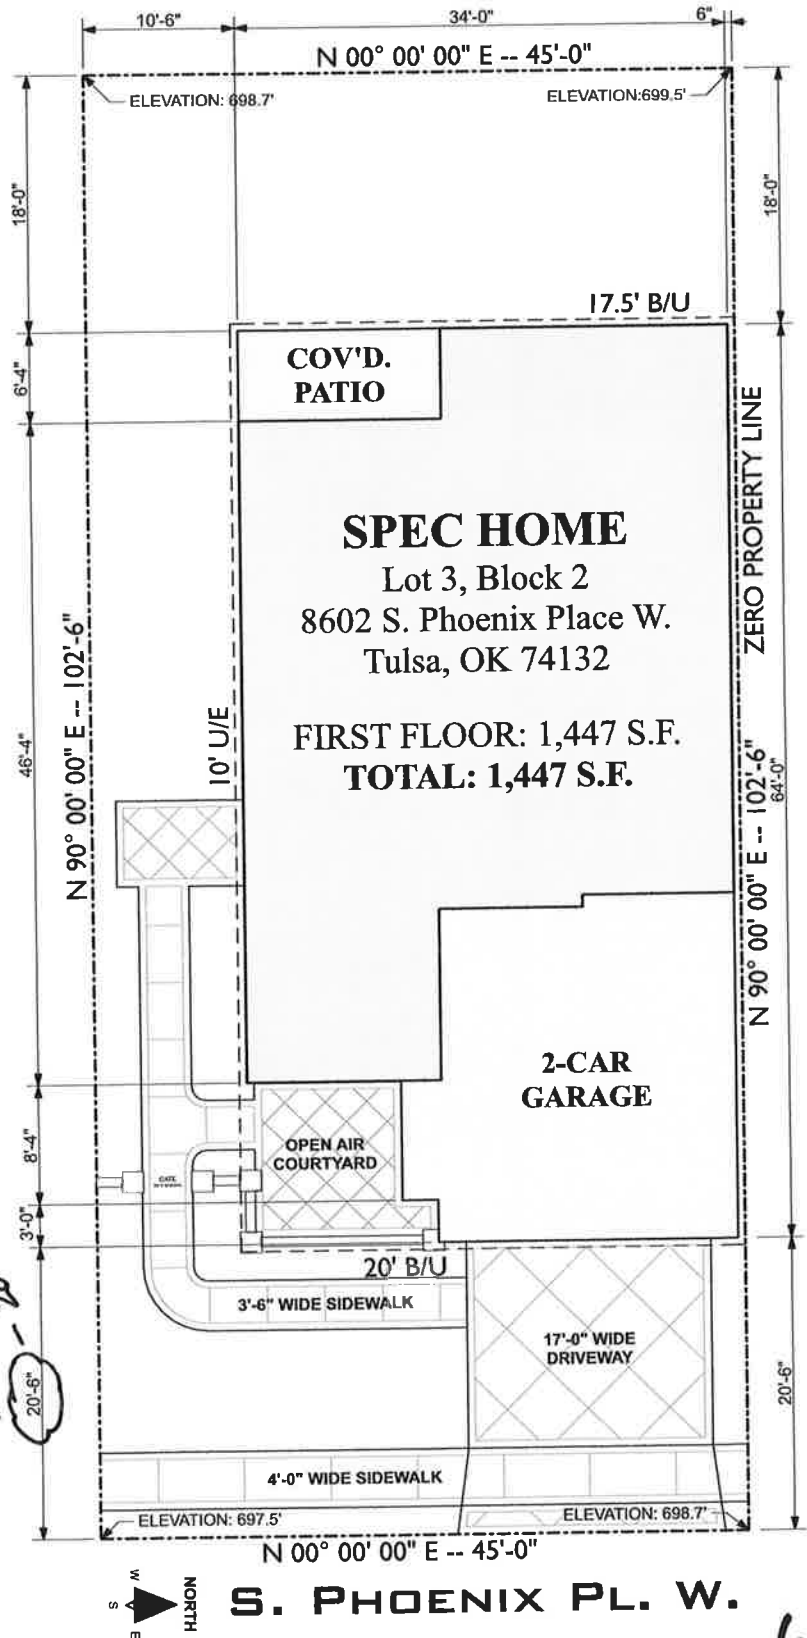 10'-6"
34'-0"
6"
N 00° 00' 00" E -- 45'-0"
ELEVATION: 698.7'
ELEVATION:699.5'
18'-0"
18'-0"
17.5' B/U
COV'D.
PATIO
6'-4"
ZERO PROPERTY LINE
SPEC HOME
Lot 3, Block 2
8602 S. Phoenix Place W.
Tulsa, OK 74132
FIRST FLOOR: 1,447 S.F.
TOTAL: 1,447 S.F.
N 90° 00' 00" E -- 102'-6"
46'-4"
10' U/E
N 90° 00' 00" E -- 102'-6"
64'-0"
2-CAR
GARAGE
OPEN AIR
COURTYARD
8'-4"
GATE
3'-0"
20' B/U
3'-6" WIDE SIDEWALK
17'-0" WIDE
DRIVEWAY
20'-6"
20'-6"
4'-0" WIDE SIDEWALK
ELEVATION: 697.5'
ELEVATION: 698.7'
N 00° 00' 00" E -- 45'-0"
W
S
E
NORTH
S. PHOENIX PL. W.